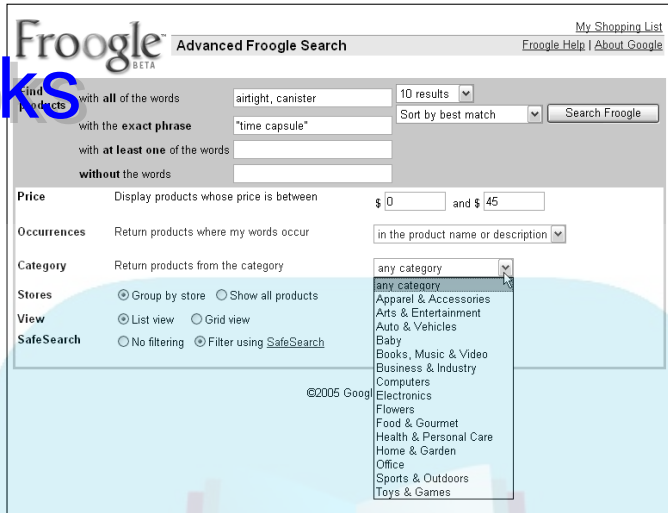 My Shopping List
Froogle™ BETA Advanced Froogle Search Froogle Help | About Google
ks
Find products with all of the words airtight, canister 10 results
Sort by best match Search Froogle
with the exact phrase "time capsule"
with at least one of the words
without the words
Price Display products whose price is between $ 0 and $ 45
Occurrences Return products where my words occur in the product name or description
Category Return products from the category any category
any category
Apparel & Accessories
Arts & Entertainment
Auto & Vehicles
Baby
Books, Music & Video
Business & Industry
Computers
Electronics
Flowers
Food & Gourmet
Health & Personal Care
Home & Garden
Office
Sports & Outdoors
Toys & Games
Stores Group by store Show all products
View List view Grid view
SafeSearch No filtering Filter using SafeSearch
©2005 Googl